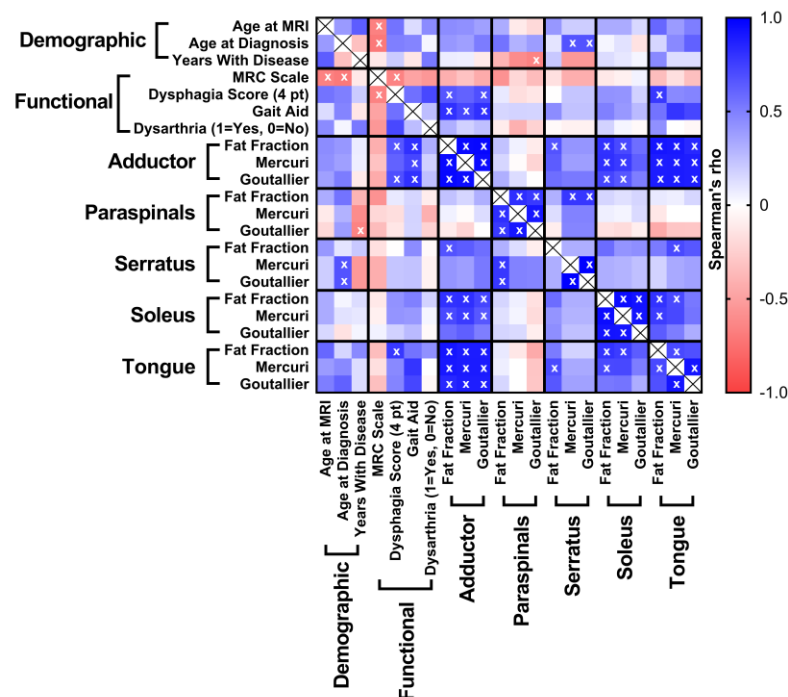 Demographic
Age at MRI
Age at Diagnosis
Years With Disease
Functional
MRC Scale
Dysphagia Score (4 pt)
Gait Aid
Dysarthria (1=Yes, 0=No)
Adductor
Fat Fraction
Mercuri
Goutallier
Paraspinals
Fat Fraction
Mercuri
Goutallier
Serratus
Fat Fraction
Mercuri
Goutallier
Soleus
Fat Fraction
Mercuri
Goutallier
Tongue
Fat Fraction
Mercuri
Goutallier
1.0
0.5
0
-0.5
-1.0
Spearman's rho
Age at MRI
Age at Diagnosis
Years With Disease
MRC Scale
Dysphagia Score (4 pt)
Gait Aid
Dysarthria (1=Yes, 0=No)
Fat Fraction
Mercuri
Goutallier
Fat Fraction
Mercuri
Goutallier
Fat Fraction
Mercuri
Goutallier
Fat Fraction
Mercuri
Goutallier
Fat Fraction
Mercuri
Goutallier
Demographic
Functional
Adductor
Paraspinals
Serratus
Soleus
Tongue